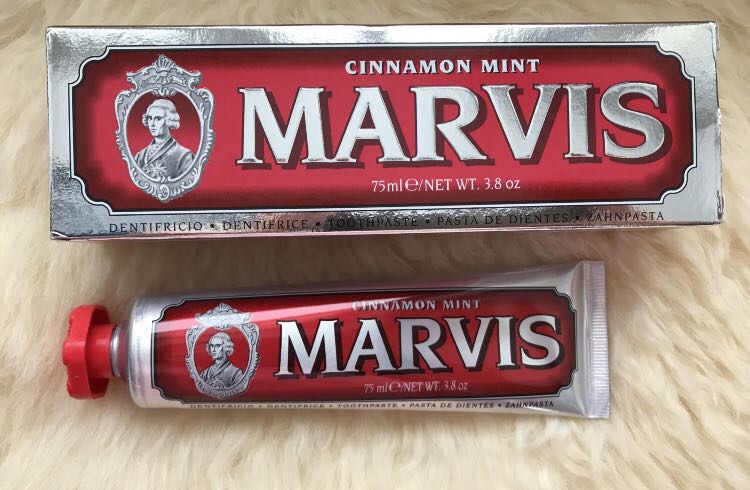 CINNAMON MINT
MARVIS
75ml e/NET WT. 3.8 oz
DENTIFRICIO • DENTIFRICE • TOOTHPASTE • PASTA DE DIENTES • ZAHNPASTA
CINNAMON MINT
MARVIS
75 ml e/NET WT. 3.8 oz
DENTIFRICIO • DENTIFRICE • TOOTHPASTE • PASTA DE DIENTES • ZAHNPASTA